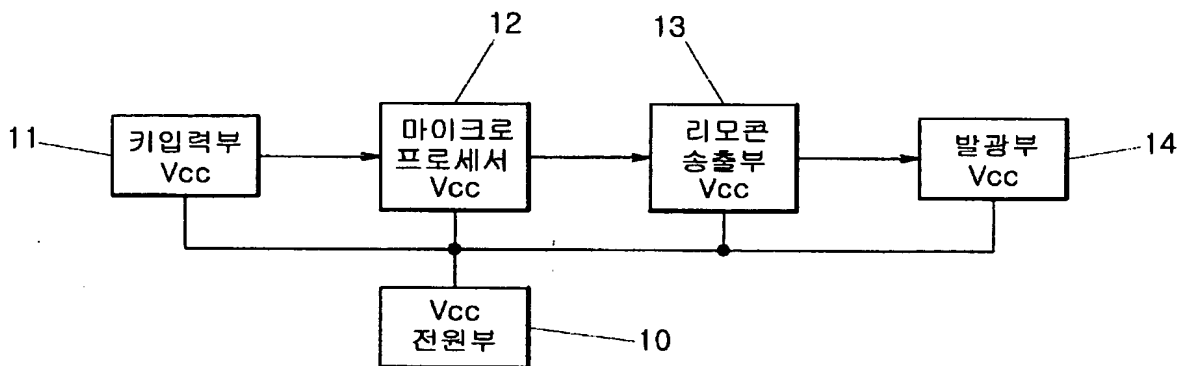 12
13
11
키입력부
Vcc
마이크로
프로세서
Vcc
리모콘
송출부
Vcc
발광부
Vcc
14
Vcc
전원부
10